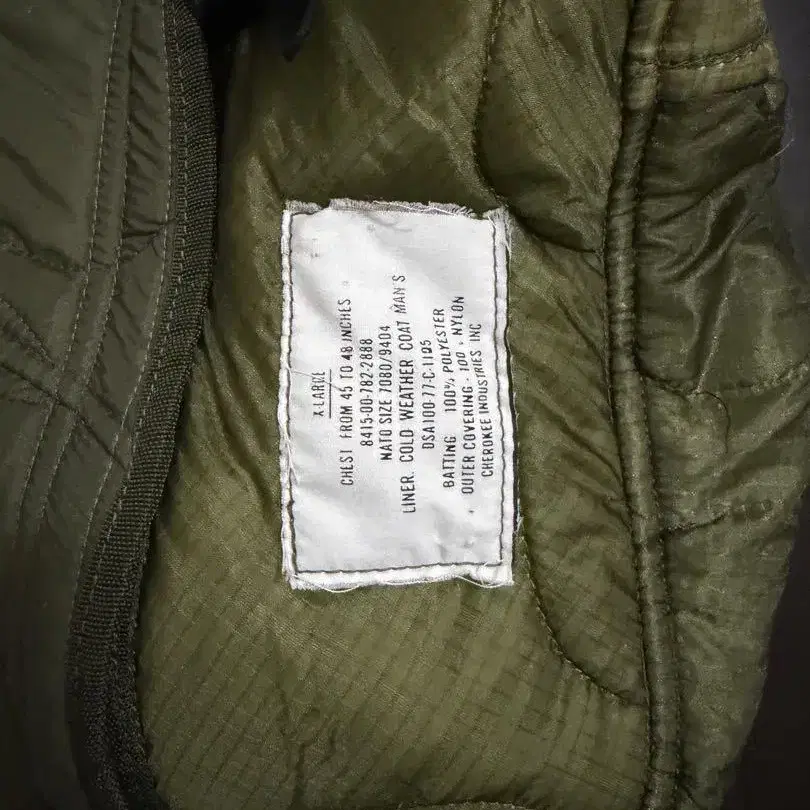 X-LARGE
CHEST FROM 45 TO 48 INCHES
8415-00-782-2888
NATO SIZE 7080/9404
LINER. COLD WEATHER COAT MAN'S
DSA100-77-C-1195
BATTING 100% POLYESTER
OUTER COVERING - 100 % NYLON
CHEROKEE INDUSTRIES INC